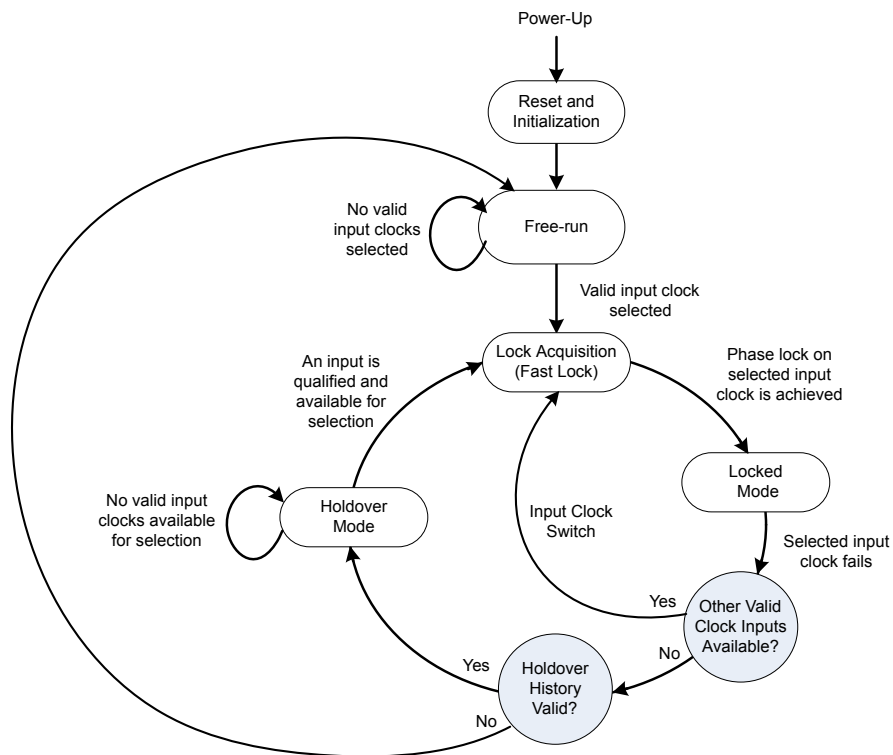 Power-Up
Reset and
Initialization
No valid
input clocks
selected
Free-run
Valid input clock
selected
An input is
qualified and
available for
selection
Lock Acquisition
(Fast Lock)
Phase lock on
selected input
clock is achieved
No valid input
clocks available
for selection
Holdover
Mode
Input Clock
Switch
Locked
Mode
Selected input
clock fails
Yes
Other Valid
Clock Inputs
Available?
No
Yes
Holdover
History
Valid?
No